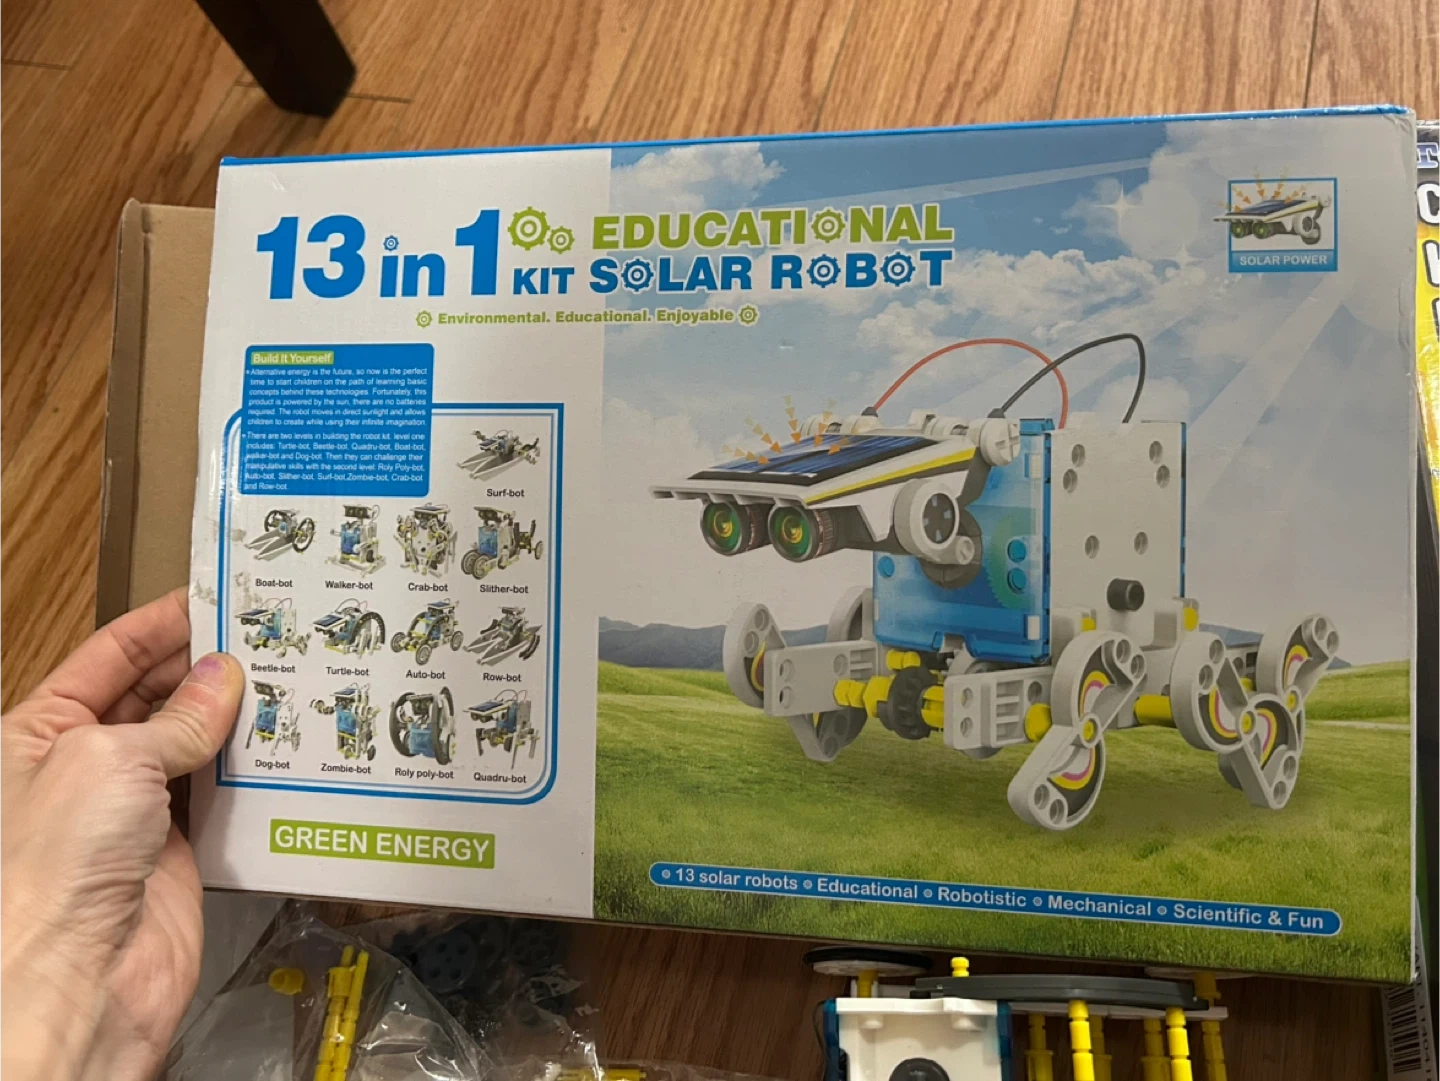 13 in 1 KIT
EDUCATIONAL
SOLAR ROBOT
Environmental. Educational. Enjoyable
SOLAR POWER
Build It Yourself
Alternative energy is the future, so now is the perfect
time to start children on the path of learning basic
concepts behind these technologies. Fortunately, this
product is powered by the sun, there are no batteries
required. The robot moves in direct sunlight and allows
children to create while using their infinite imagination.
There are two levels in building the robot kit. level one
includes: Turtle-bot, Beetle-bot, Quadru-bot, Boat-bot,
walker-bot and Dog-bot. Then they can challenge their
manipulative skills with the second level: Roly Poly-bot,
Auto-bot, Slither-bot, Surf-bot,Zombie-bot, Crab-bot
and Row-bot.
Surf-bot
Boat-bot
Walker-bot
Crab-bot
Slither-bot
Beetle-bot
Turtle-bot
Auto-bot
Row-bot
Dog-bot
Zombie-bot
Roly poly-bot
Quadru-bot
GREEN ENERGY
13 solar robots Educational Robotistic Mechanical Scientific & Fun